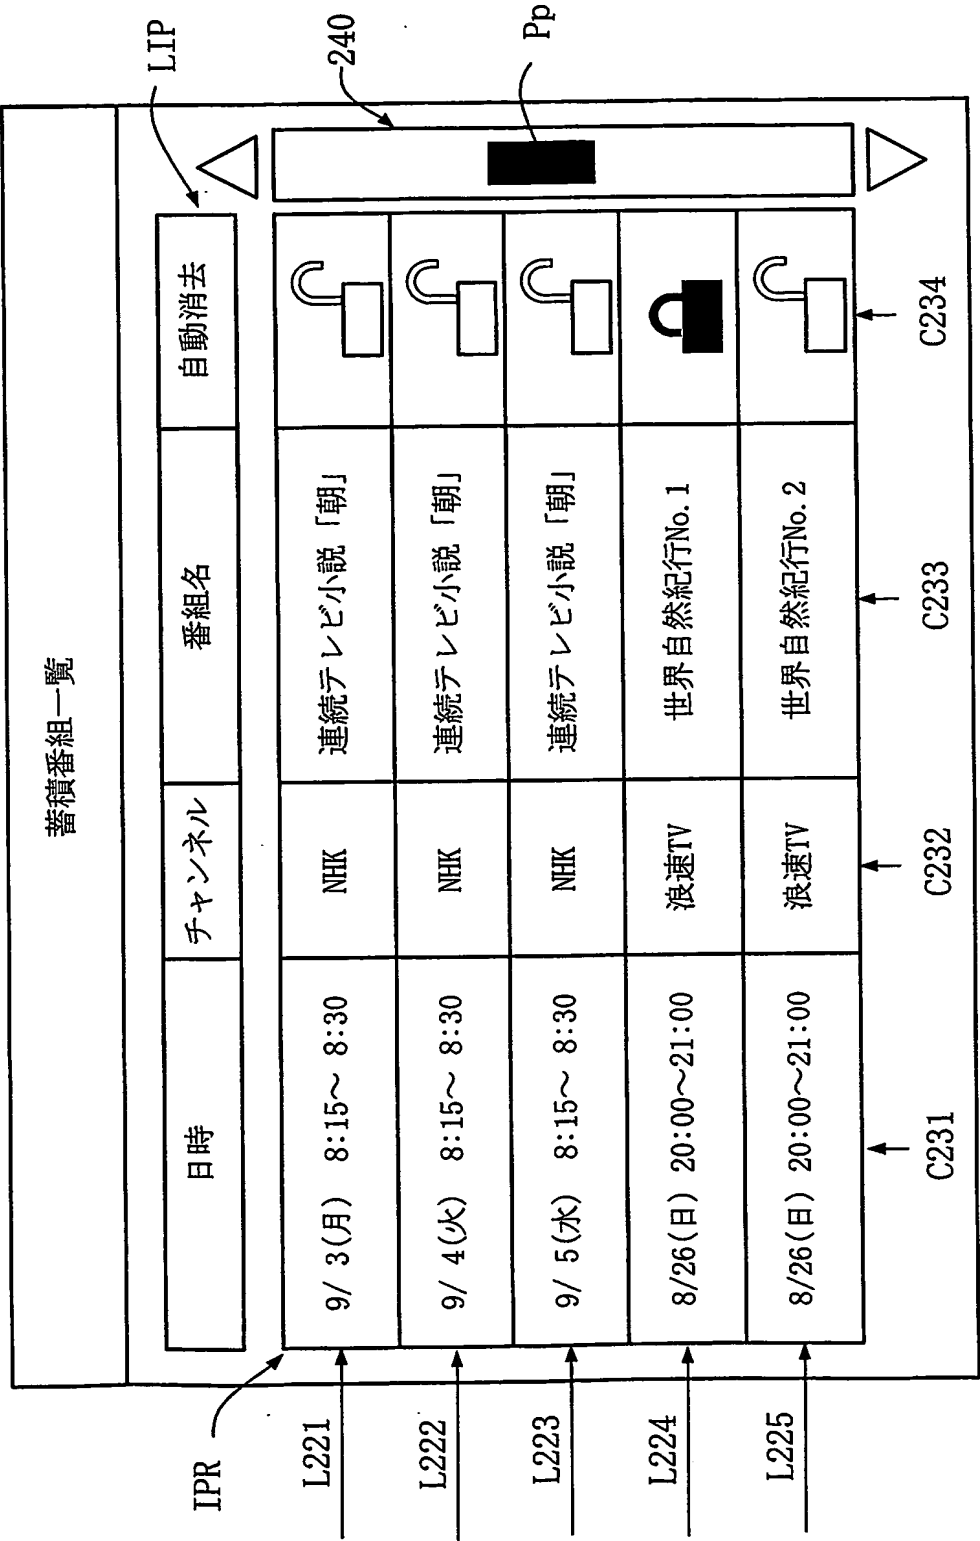 蓄積番組一覧
LIP
240
Pp
日時 チャンネル 番組名 自動消去
IPR
L221 9/ 3(月) 8:15〜 8:30 NHK 連続テレビ小説「朝」
L222 9/ 4(火) 8:15〜 8:30 NHK 連続テレビ小説「朝」
L223 9/ 5(水) 8:15〜 8:30 NHK 連続テレビ小説「朝」
L224 8/26(日) 20:00〜21:00 浪速TV 世界自然紀行No.1
L225 8/26(日) 20:00〜21:00 浪速TV 世界自然紀行No.2
C231 C232 C233 C234